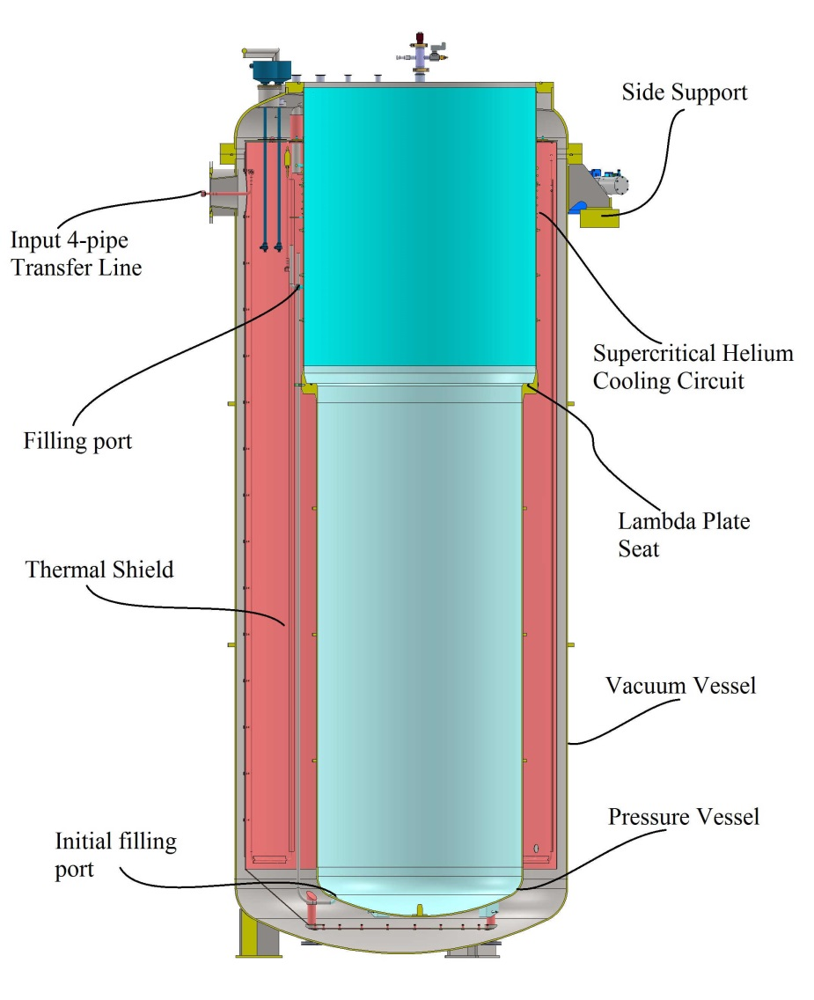 Side Support
Input 4-pipe
Transfer Line
Supercritical Helium
Cooling Circuit
Filling port
Lambda Plate
Seat
Thermal Shield
Vacuum Vessel
Pressure Vessel
Initial filling
port